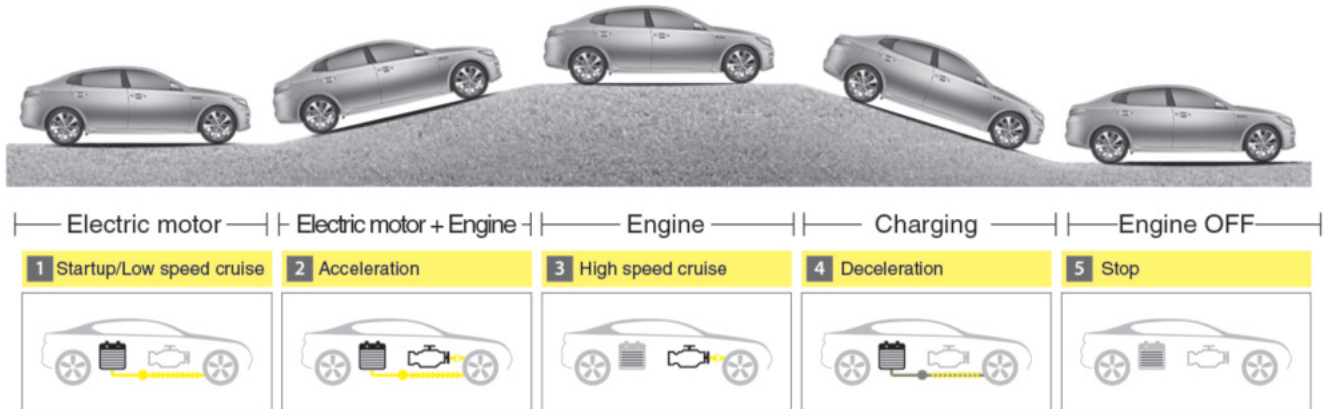 Electric motor
Electric motor + Engine
Engine
Charging
Engine OFF
1 Startup/Low speed cruise
2 Acceleration
3 High speed cruise
4 Deceleration
5 Stop